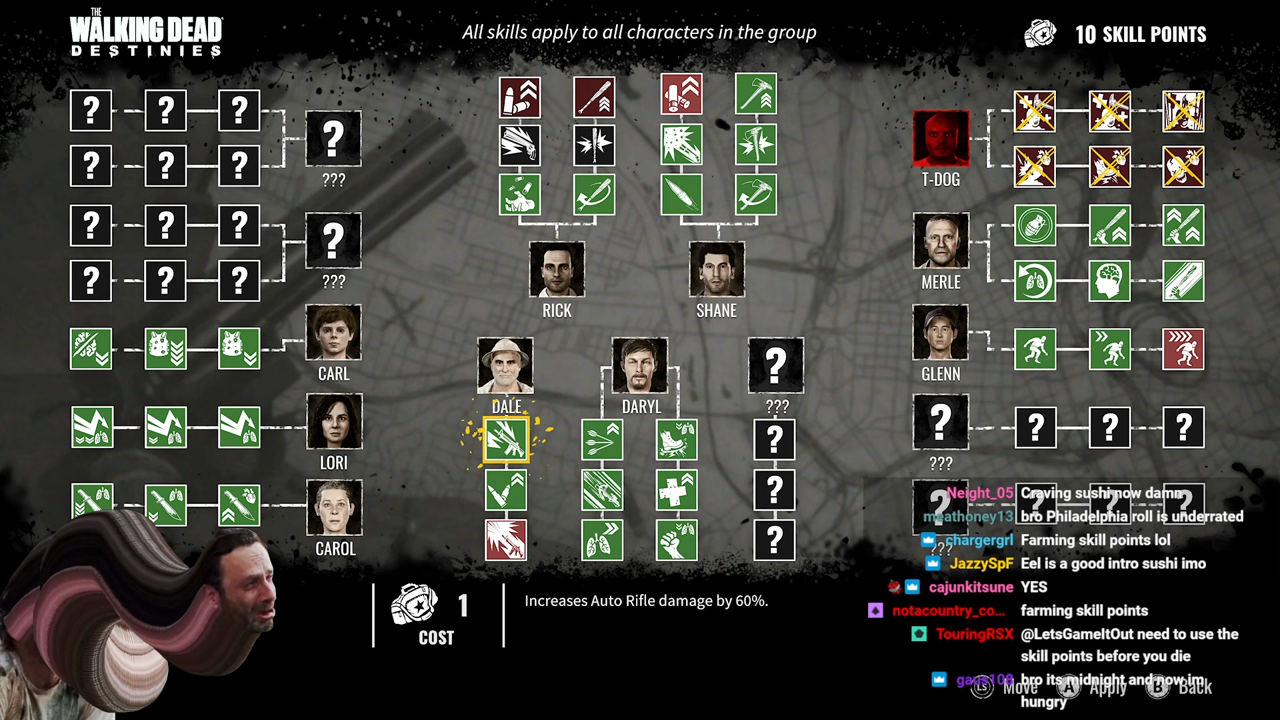 THE
WALKING DEAD
DESTINIES
All skills apply to all characters in the group
10 SKILL POINTS
? ? ? ?
? ? ?
???
T-DOG
? ? ? ?
? ? ?
???
MERLE
RICK
SHANE
CARL
GLENN
DALE
DARYL
?
???
LORI
? ? ? ?
???
CAROL
? ? ? ?
???
?
?
?
Neight_05 Craving sushi now damn
meathoney13 bro Philadelphia roll is underrated
chargergrl Farming skill points lol
JazzySpF Eel is a good intro sushi imo
cajunkitsune YES
notacountry_co... farming skill points
TouringRSX @LetsGameItOut need to use the
skill points before you die
bro its midnight and now im
hungry
1
COST
Increases Auto Rifle damage by 60%.
LS Move A Apply B Back